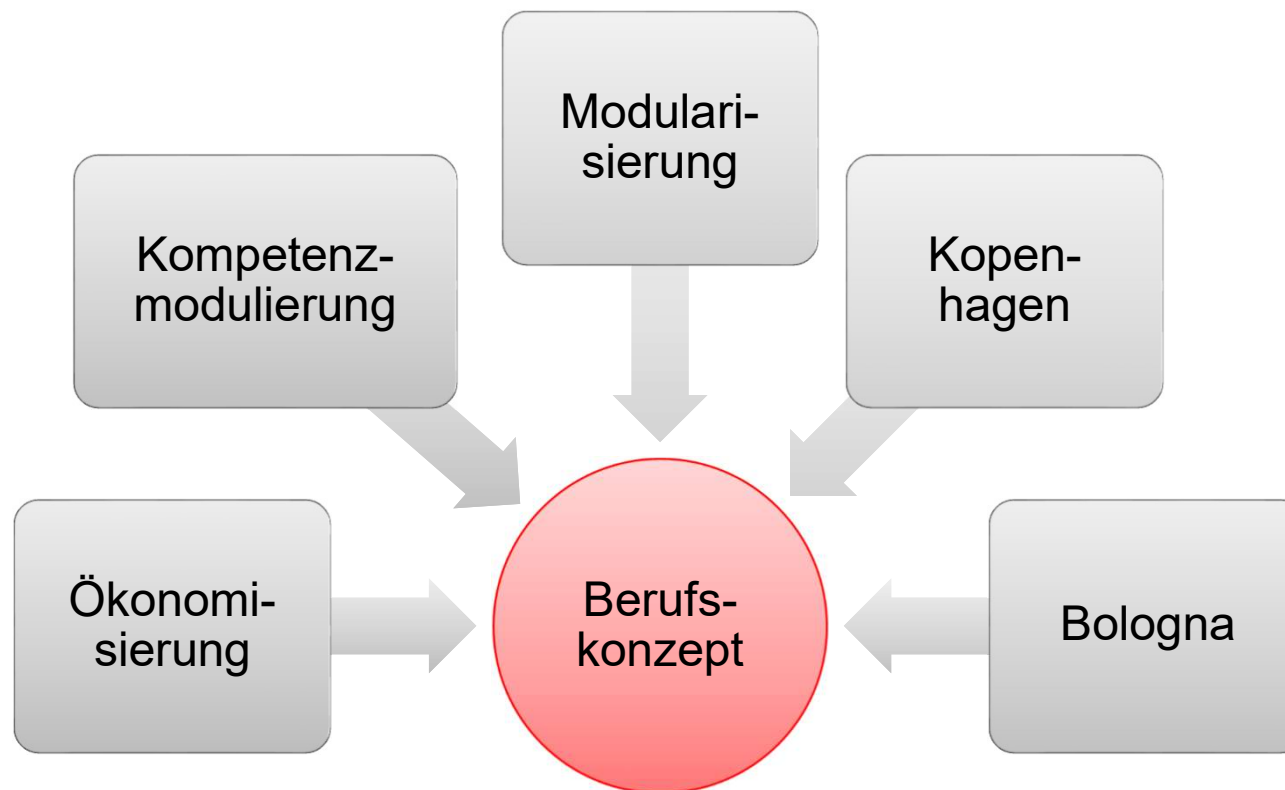 Modulari-
sierung
Kompetenz-
modulierung
Kopen-
hagen
Ökonomi-
sierung
Berufs-
konzept
Bologna